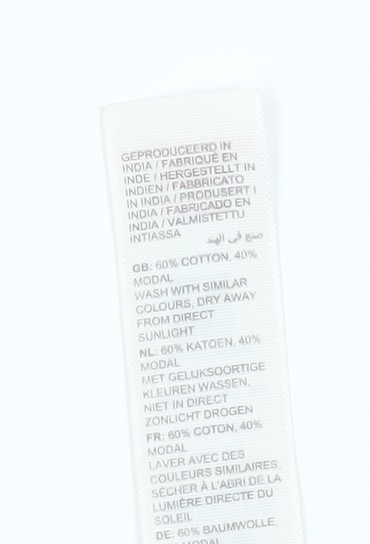 GEPRODUCEERD IN
INDIA / FABRIQUÉ EN
INDE / HERGESTELLT IN
INDIEN / FABBRICATO
IN INDIA / PRODUSERT I
INDIA / FABRICADO EN
INDIA / VALMISTETTU
INTIASSA
صنع في الهند
GB: 60% COTTON, 40%
MODAL
WASH WITH SIMILAR
COLOURS, DRY AWAY
FROM DIRECT
SUNLIGHT
NL: 60% KATOEN, 40%
MODAL
MET GELIJKSOORTIGE
KLEUREN WASSEN,
NIET IN DIRECT
ZONLICHT DROGEN
FR: 60% COTON, 40%
MODAL
LAVER AVEC DES
COULEURS SIMILAIRES,
SÉCHER À L'ABRI DE LA
LUMIÈRE DIRECTE DU
SOLEIL
DE: 60% BAUMWOLLE,
MODAL